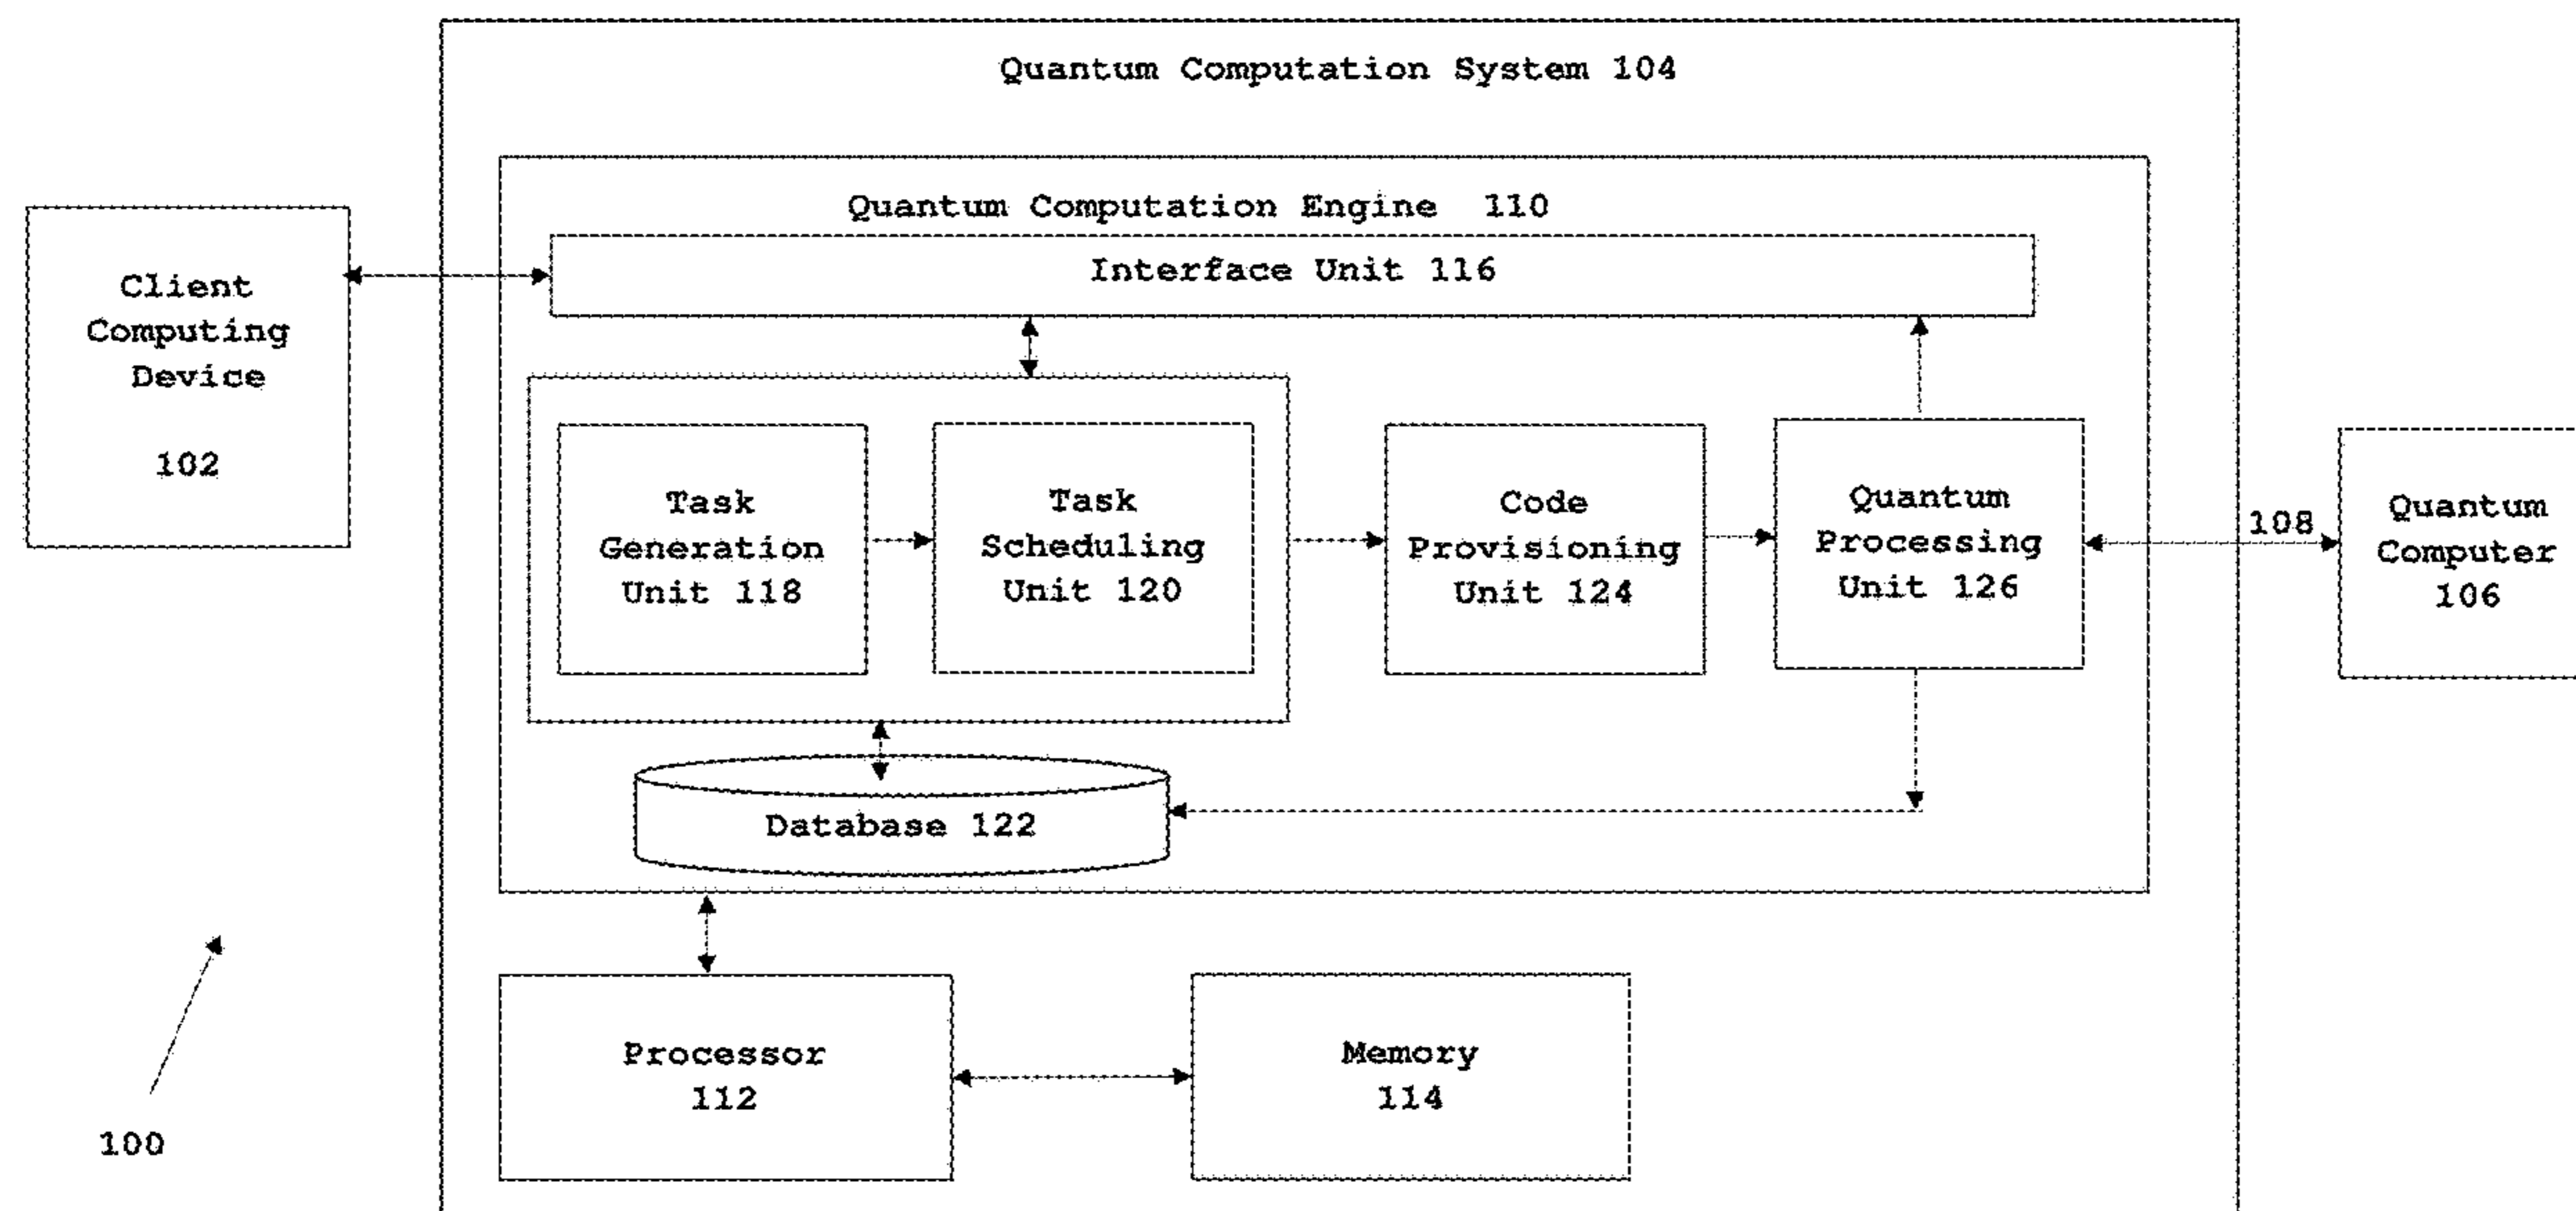 Quantum Computation System 104
Quantum Computation Engine 110
Interface Unit 116
Client
Computing
Device
102
Task
Generation
Unit 118
Task
Scheduling
Unit 120
Code
Provisioning
Unit 124
Quantum
Processing
Unit 126
108
Quantum
Computer
106
Database 122
Processor
112
Memory
114
100